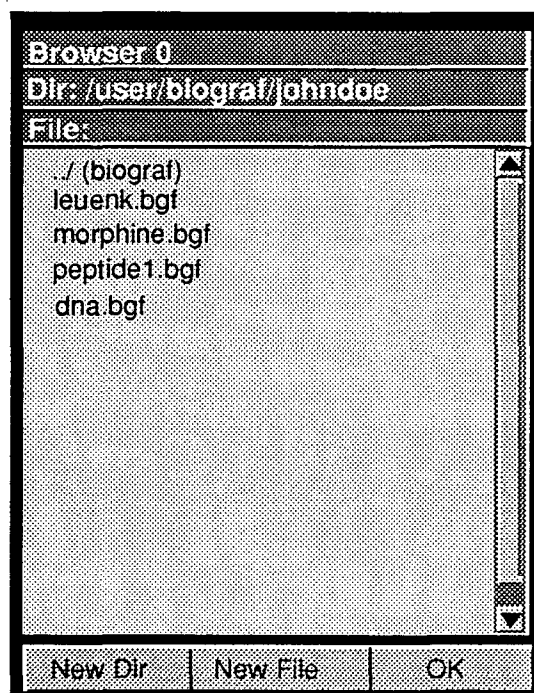 Browser 0
Dir: /user/biograf/johndoe
File:
../ (biograf)
leuenk.bgf
morphine.bgf
peptide1.bgf
dna.bgf
New Dir New File OK